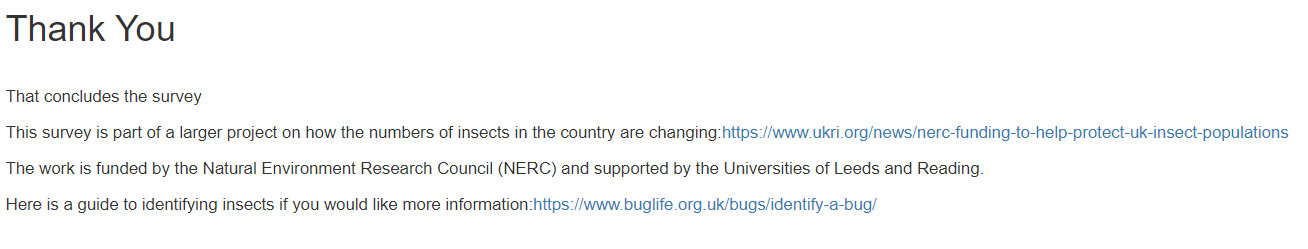 Thank You
That concludes the survey
This survey is part of a larger project on how the numbers of insects in the country are changing:https://www.ukri.org/news/nerc-funding-to-help-protect-uk-insect-populations
The work is funded by the Natural Environment Research Council (NERC) and supported by the Universities of Leeds and Reading.
Here is a guide to identifying insects if you would like more information:https://www.buglife.org.uk/bugs/identify-a-bug/